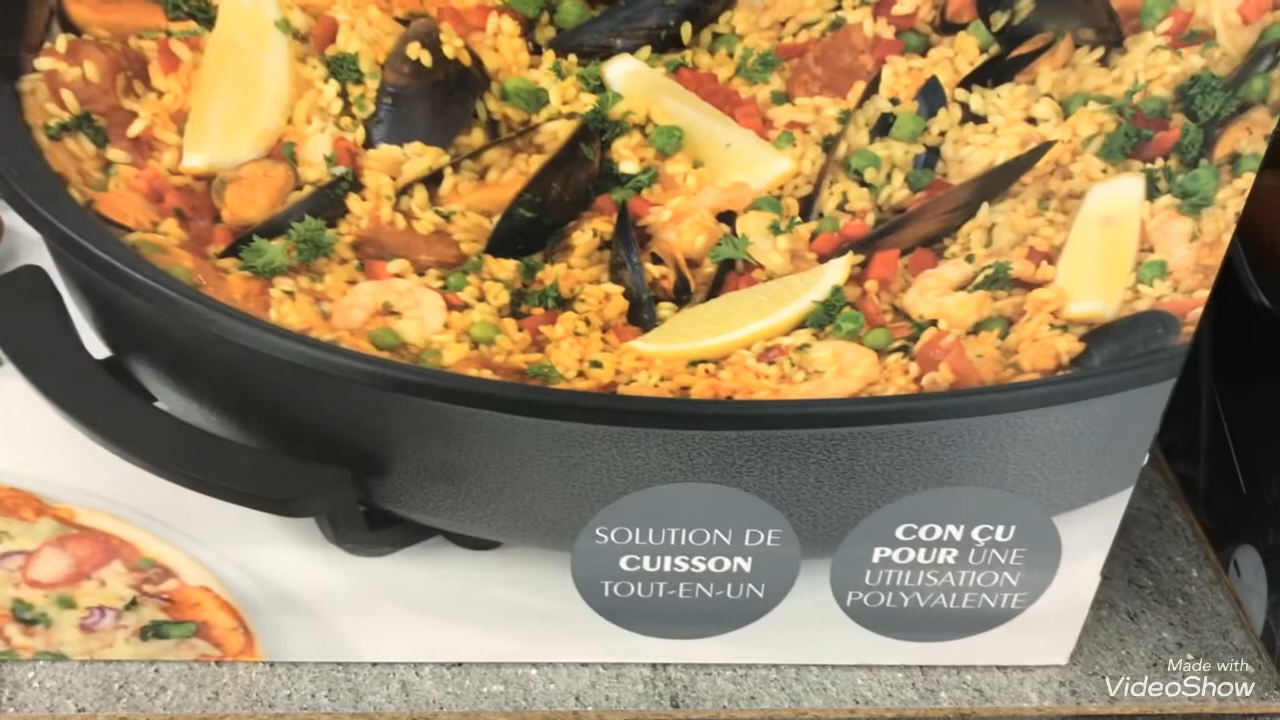 SOLUTION DE
CUISSON
TOUT-EN-UN
CON ÇU
POUR UNE
UTILISATION
POLYVALENTE
Made with
VideoShow